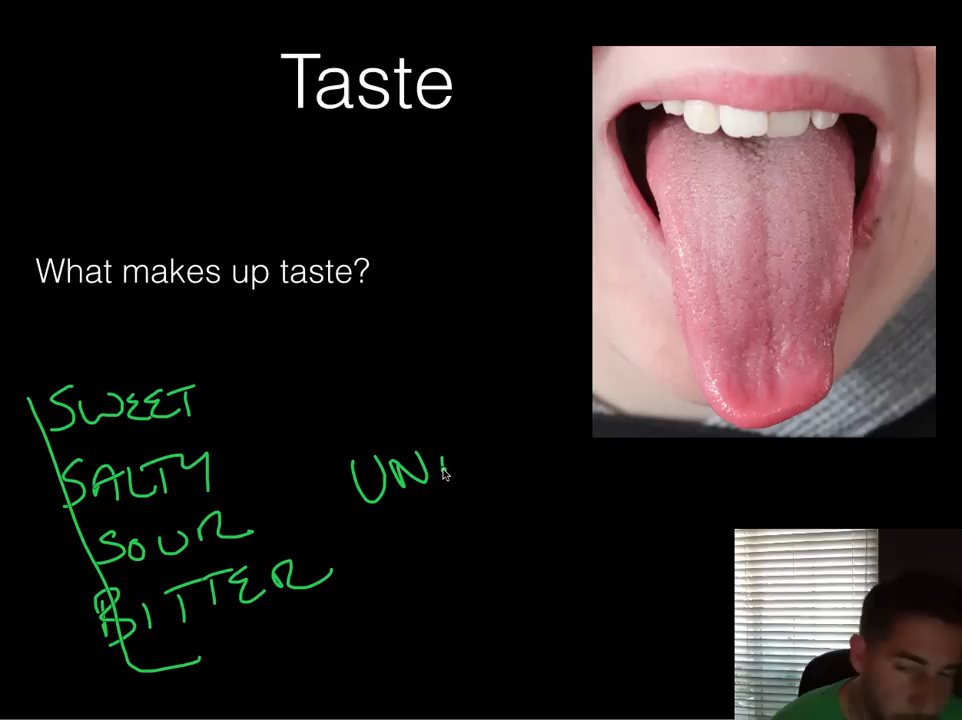 Taste
What makes up taste?
SWEET
SALTY
UN
SOUR
BITTER